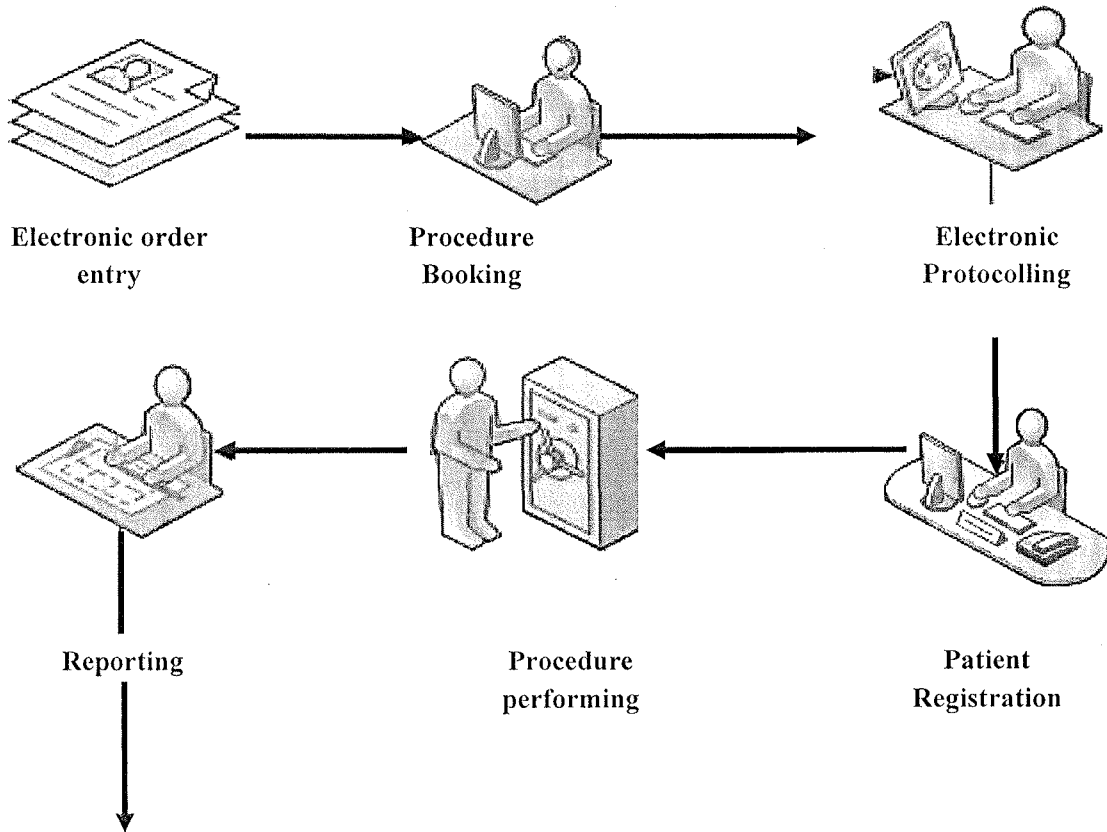 Electronic order
entry
Procedure
Booking
Electronic
Protocolling
Reporting
Procedure
performing
Patient
Registration